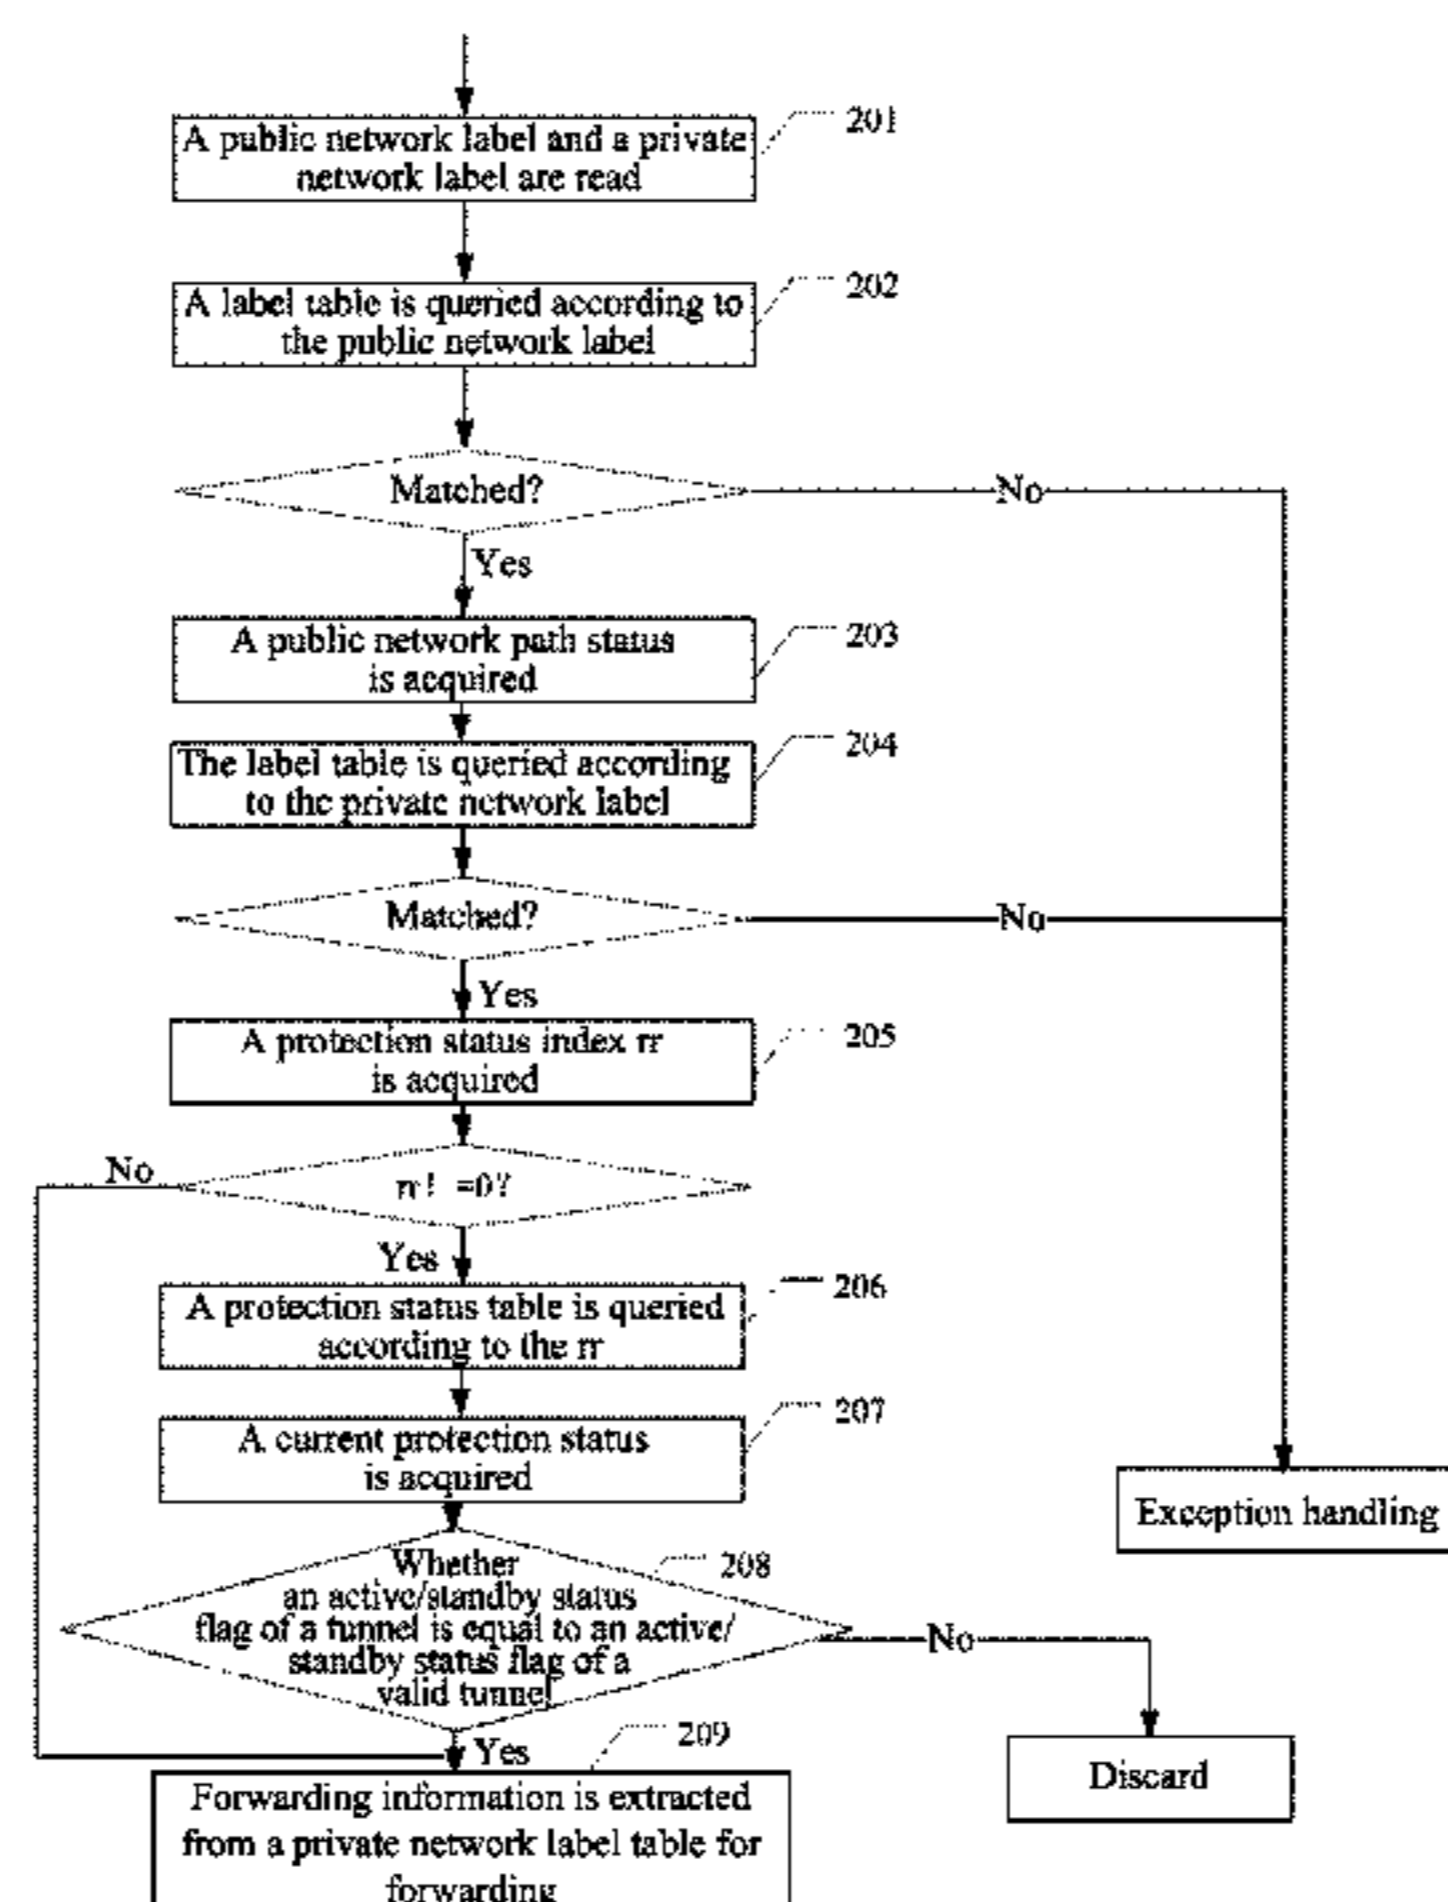 A public network label and a private
network label are read
201
A label table is queried according to
the public network label
202
Matched?
No
Yes
A public network path status
is acquired
203
The label table is queried according
to the private network label
204
Matched?
No
Yes
A protection status index rr
is acquired
205
No
rr! =0?
Yes
A protection status table is queried
according to the rr
206
A current protection status
is acquired
207
Exception handling
Whether
an active/standby status
flag of a tunnel is equal to an active/
standby status flag of a
valid tunnel
208
No
Yes
209
Discard
Forwarding information is extracted
from a private network label table for
forwarding